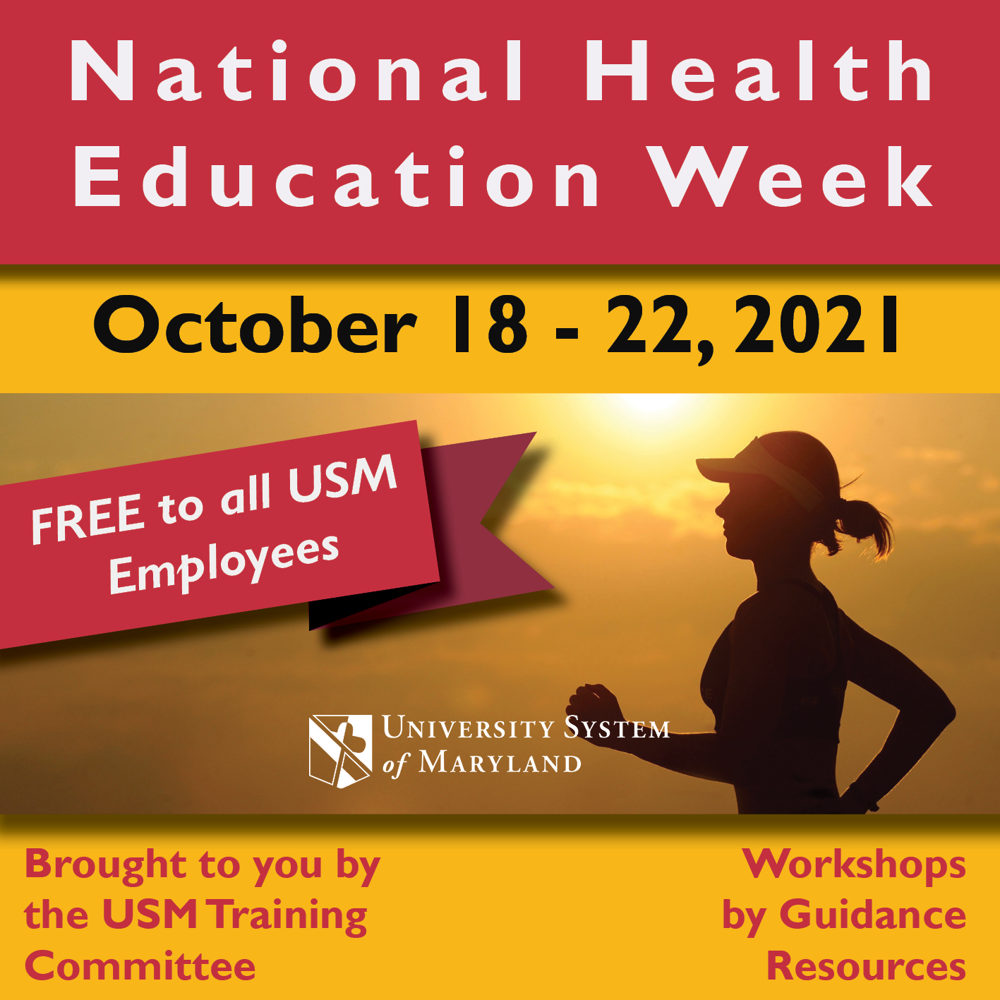 National Health
Education Week
October 18 - 22, 2021
FREE to all USM
Employees
UNIVERSITY SYSTEM
of MARYLAND
Brought to you by
the USM Training
Committee
Workshops
by Guidance
Resources